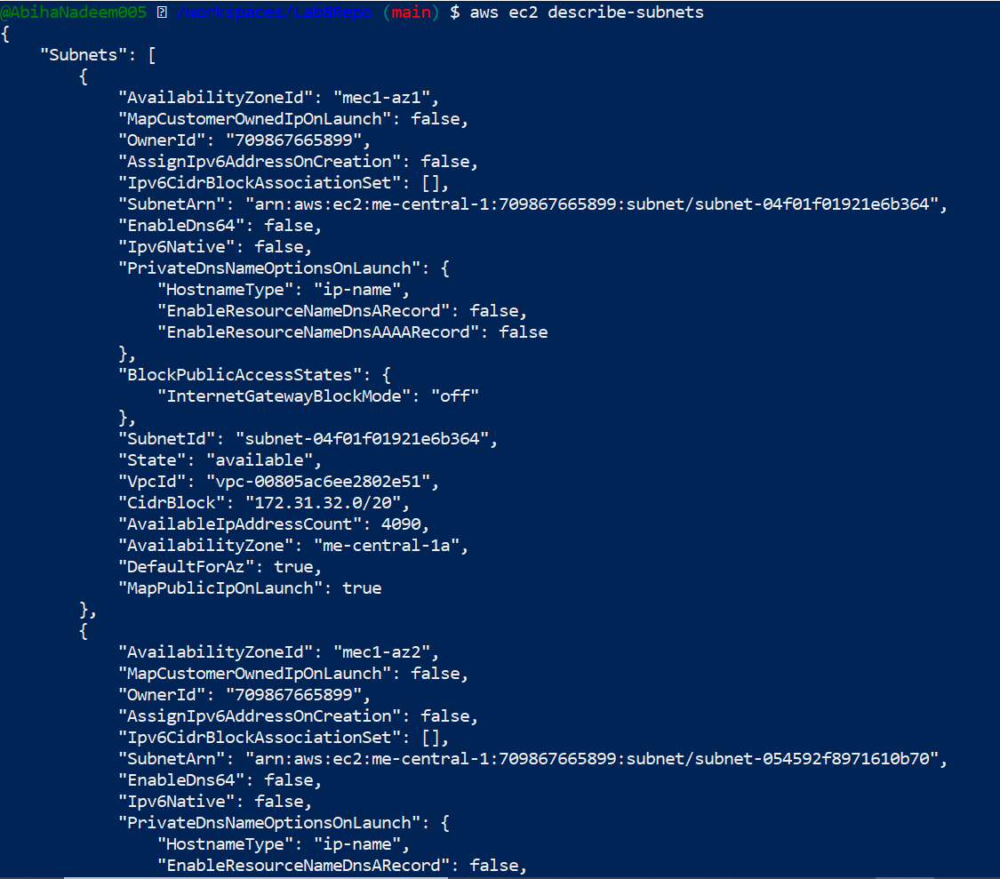 @AbihaNadeem005 /workspaces/Lab8Repo (main) $ aws ec2 describe-subnets
{
    "Subnets": [
        {
            "AvailabilityZoneId": "mec1-az1",
            "MapCustomerOwnedIpOnLaunch": false,
            "OwnerId": "709867665899",
            "AssignIpv6AddressOnCreation": false,
            "Ipv6CidrBlockAssociationSet": [],
            "SubnetArn": "arn:aws:ec2:me-central-1:709867665899:subnet/subnet-04f01f01921e6b364",
            "EnableDns64": false,
            "Ipv6Native": false,
            "PrivateDnsNameOptionsOnLaunch": {
                "HostnameType": "ip-name",
                "EnableResourceNameDnsARecord": false,
                "EnableResourceNameDnsAAAARecord": false
            },
            "BlockPublicAccessStates": {
                "InternetGatewayBlockMode": "off"
            },
            "SubnetId": "subnet-04f01f01921e6b364",
            "State": "available",
            "VpcId": "vpc-00805ac6ee2802e51",
            "CidrBlock": "172.31.32.0/20",
            "AvailableIpAddressCount": 4090,
            "AvailabilityZone": "me-central-1a",
            "DefaultForAz": true,
            "MapPublicIpOnLaunch": true
        },
        {
            "AvailabilityZoneId": "mec1-az2",
            "MapCustomerOwnedIpOnLaunch": false,
            "OwnerId": "709867665899",
            "AssignIpv6AddressOnCreation": false,
            "Ipv6CidrBlockAssociationSet": [],
            "SubnetArn": "arn:aws:ec2:me-central-1:709867665899:subnet/subnet-054592f8971610b70",
            "EnableDns64": false,
            "Ipv6Native": false,
            "PrivateDnsNameOptionsOnLaunch": {
                "HostnameType": "ip-name",
                "EnableResourceNameDnsARecord": false,